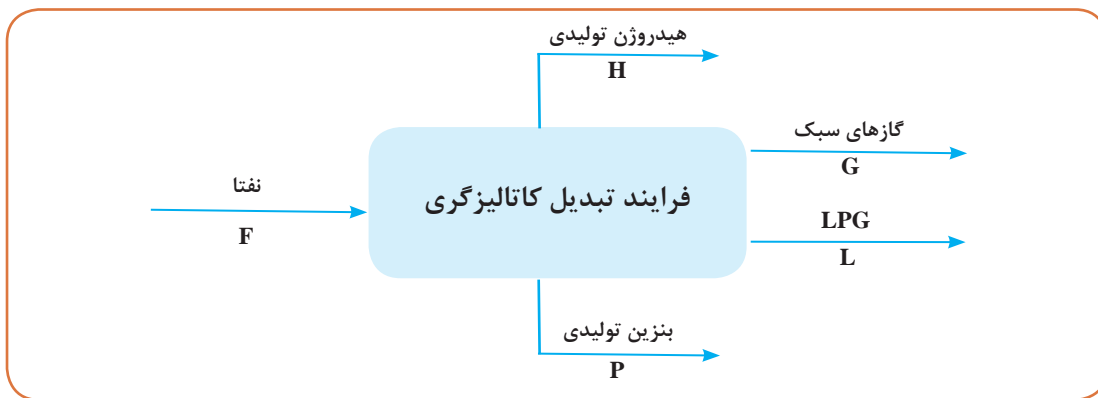 هیدروژن تولیدی
H
گازهای سبک
G
نفتا
F
فرایند تبدیل کاتالیزگری
LPG
L
بنزین تولیدی
P